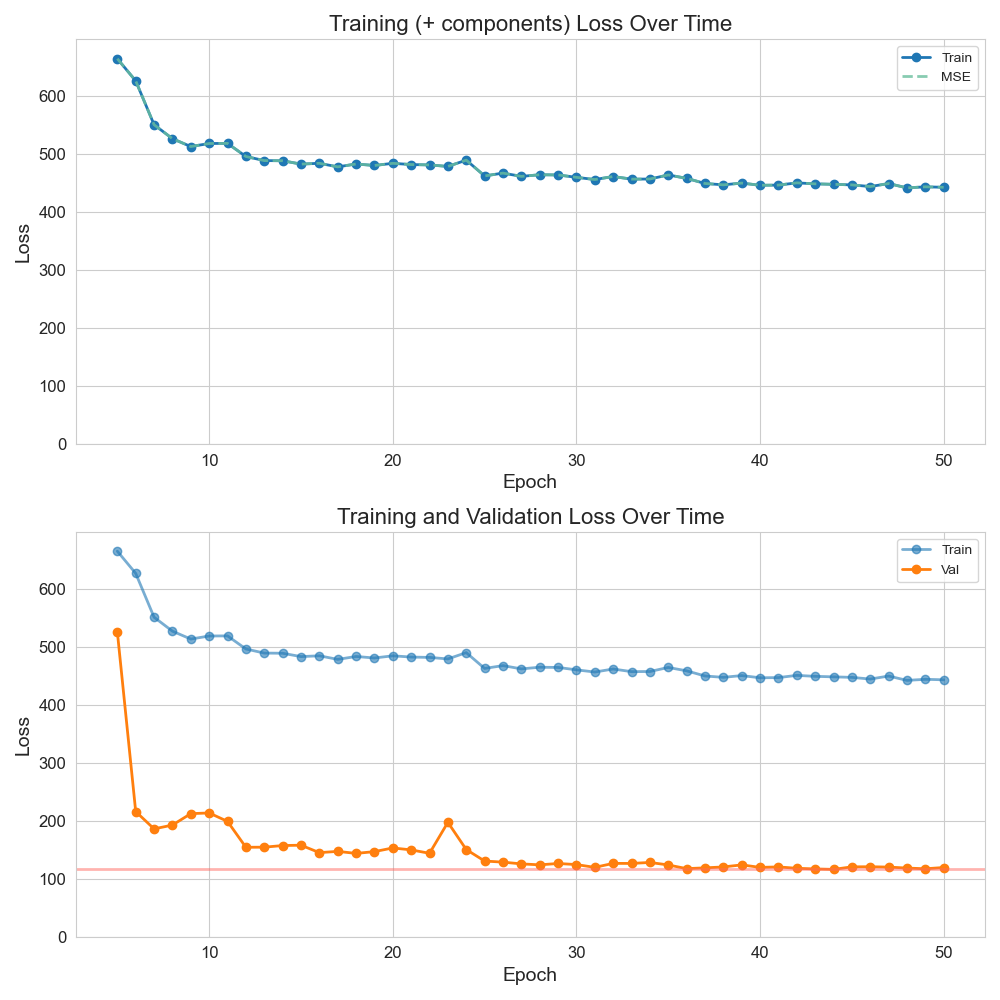 Training (+ components) Loss Over Time
Train
MSE
Loss
600
500
400
300
200
100
0
10 20 30 40 50
Epoch
Training and Validation Loss Over Time
Train
Val
Loss
600
500
400
300
200
100
0
10 20 30 40 50
Epoch